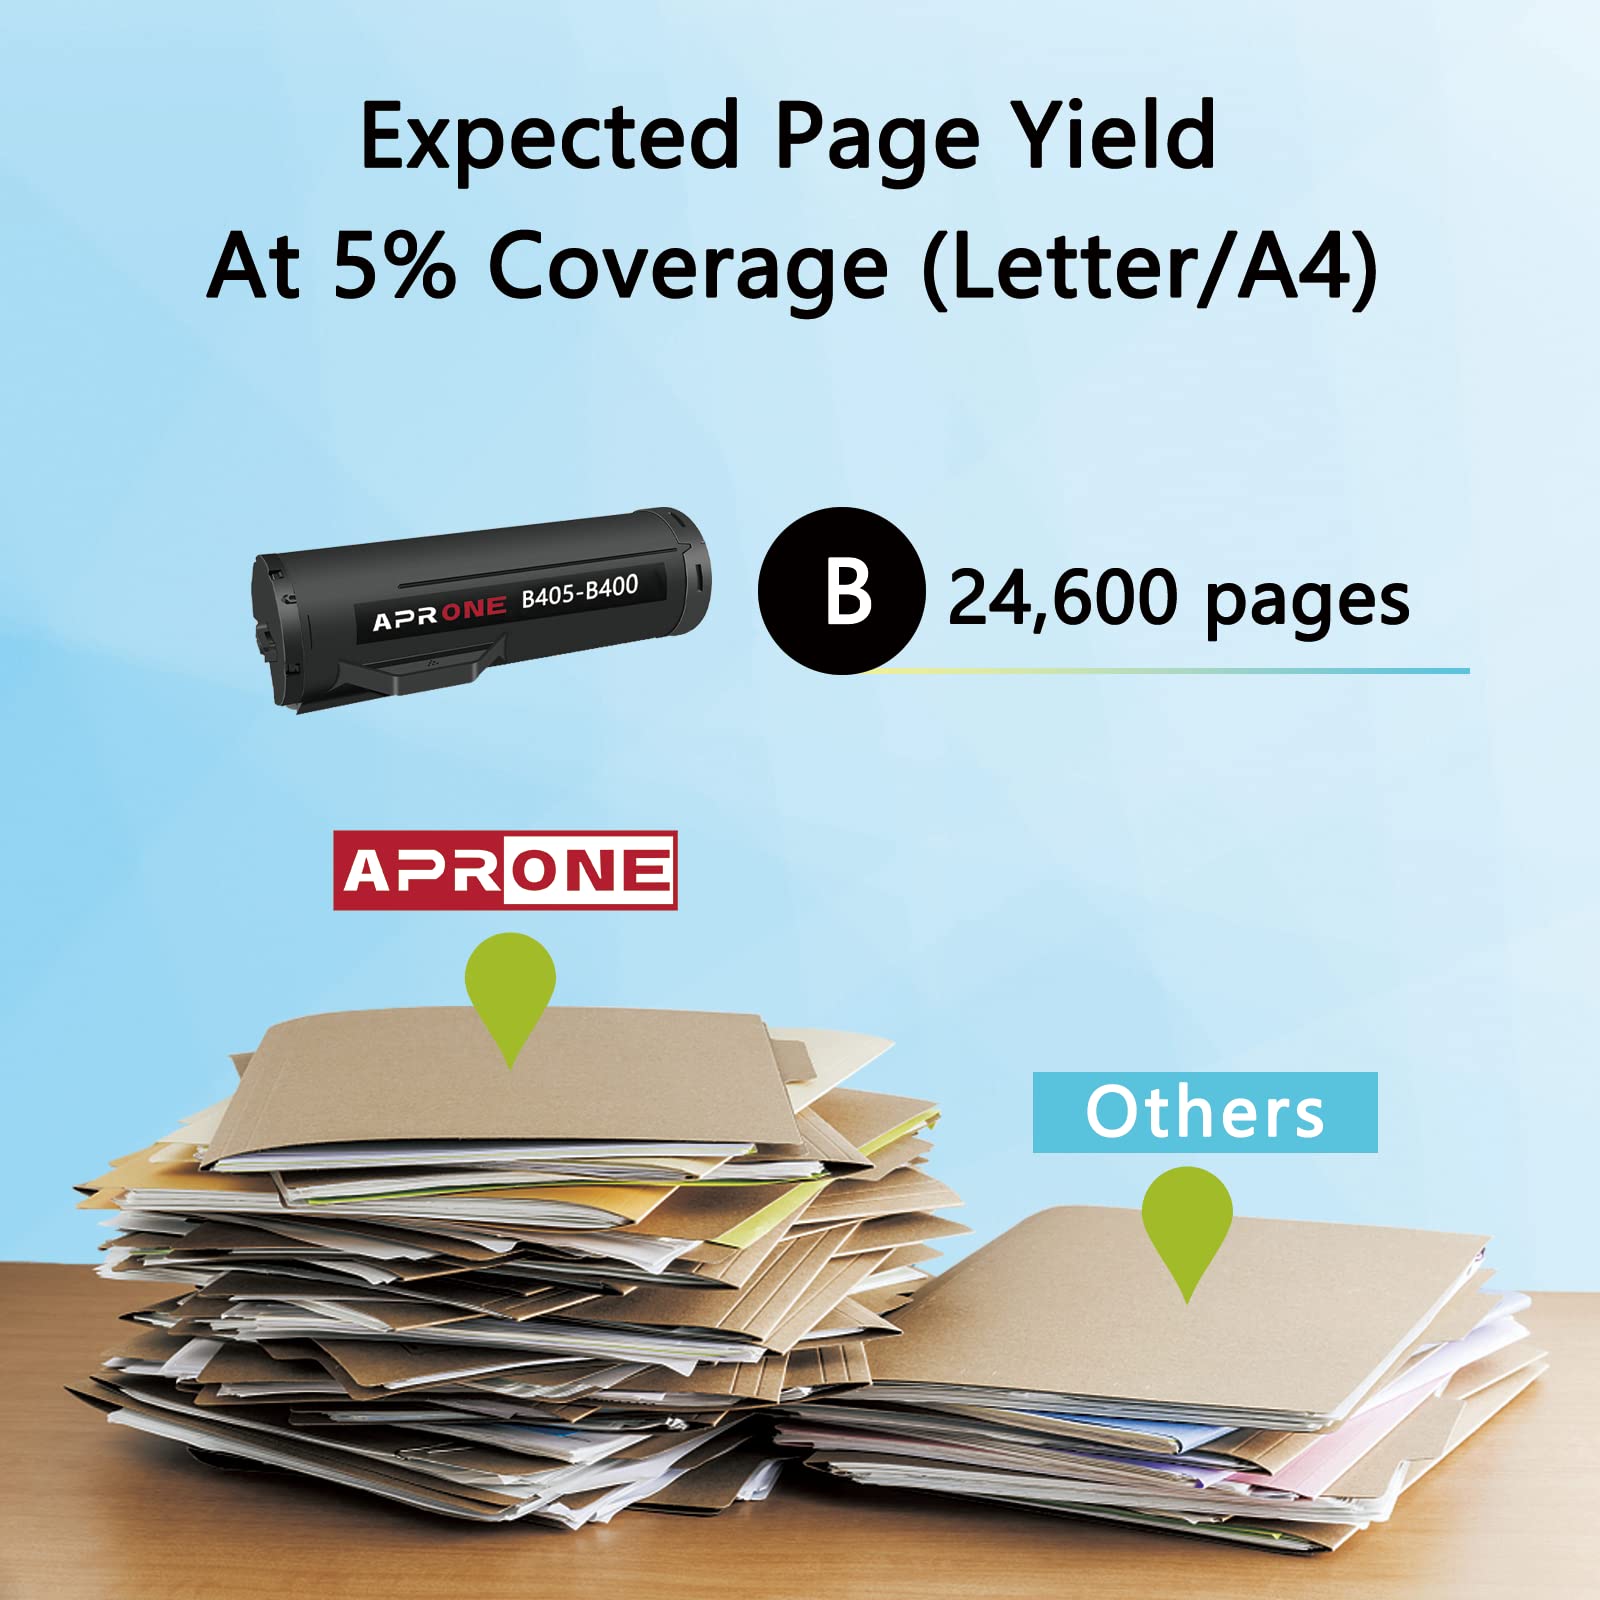 Expected Page Yield
At 5% Coverage (Letter/A4)
APRONE B405-B400
B 24,600 pages
APRONE
Others